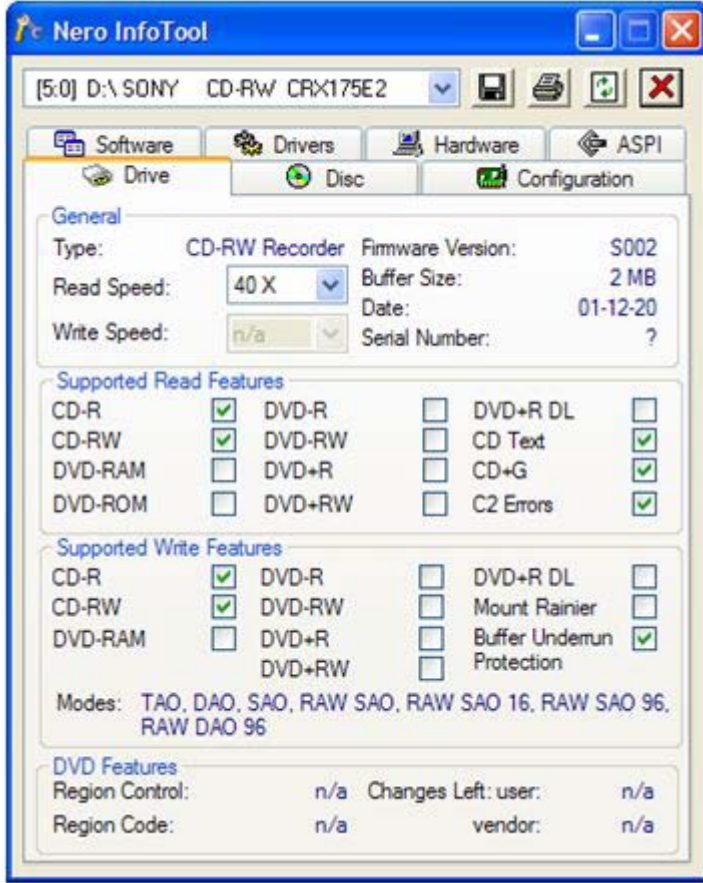 Nero InfoTool
[5:0] D:\ SONY CD-RW CRX175E2
Software Drivers Hardware ASPI
Drive Disc Configuration
General
Type: CD-RW Recorder Firmware Version: S002
Read Speed: 40 X Buffer Size: 2 MB
Date: 01-12-20
Write Speed: n/a Serial Number: ?
Supported Read Features
CD-R DVD-R DVD+R DL
CD-RW DVD-RW CD Text
DVD-RAM DVD+R CD+G
DVD-ROM DVD+RW C2 Errors
Supported Write Features
CD-R DVD-R DVD+R DL
CD-RW DVD-RW Mount Rainier
DVD-RAM DVD+R Buffer Underrun
DVD+RW Protection
Modes: TAO, DAO, SAO, RAW SAO, RAW SAO 16, RAW SAO 96,
RAW DAO 96
DVD Features
Region Control: n/a Changes Left: user: n/a
Region Code: n/a vendor: n/a